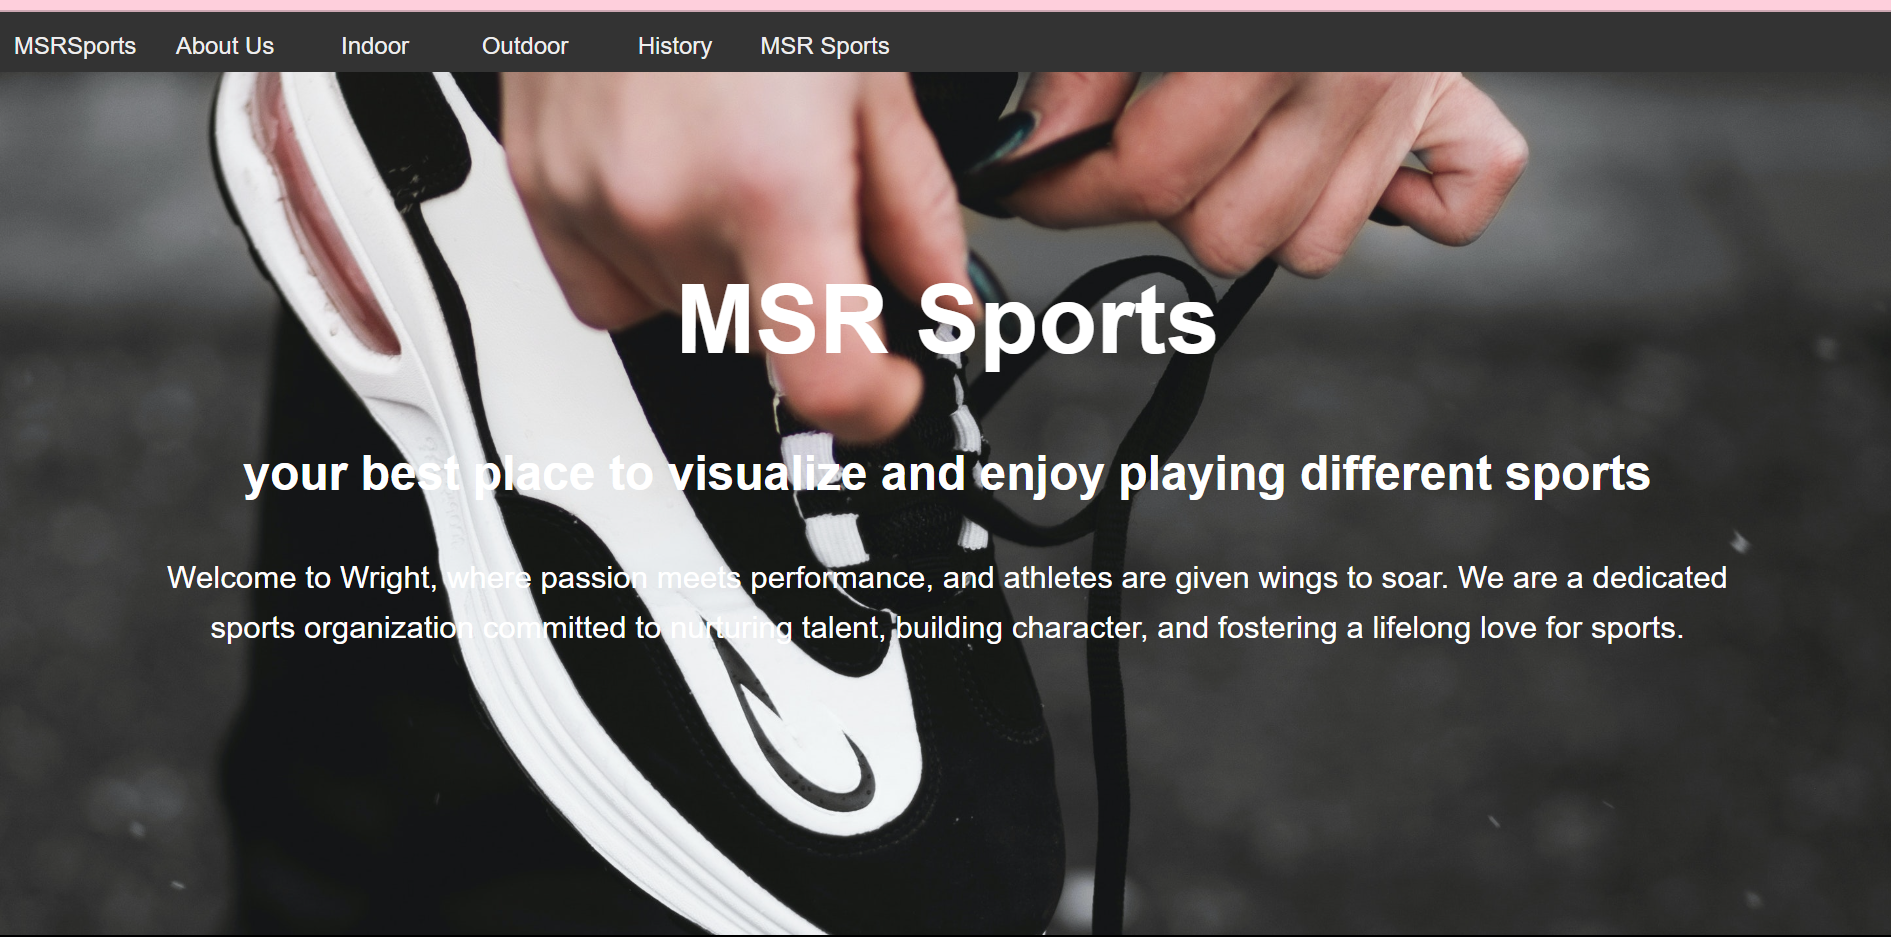 MSRSports About Us Indoor Outdoor History MSR Sports
MSR Sports
your best place to visualize and enjoy playing different sports
Welcome to Wright, where passion meets performance, and athletes are given wings to soar. We are a dedicated
sports organization committed to nurturing talent, building character, and fostering a lifelong love for sports.